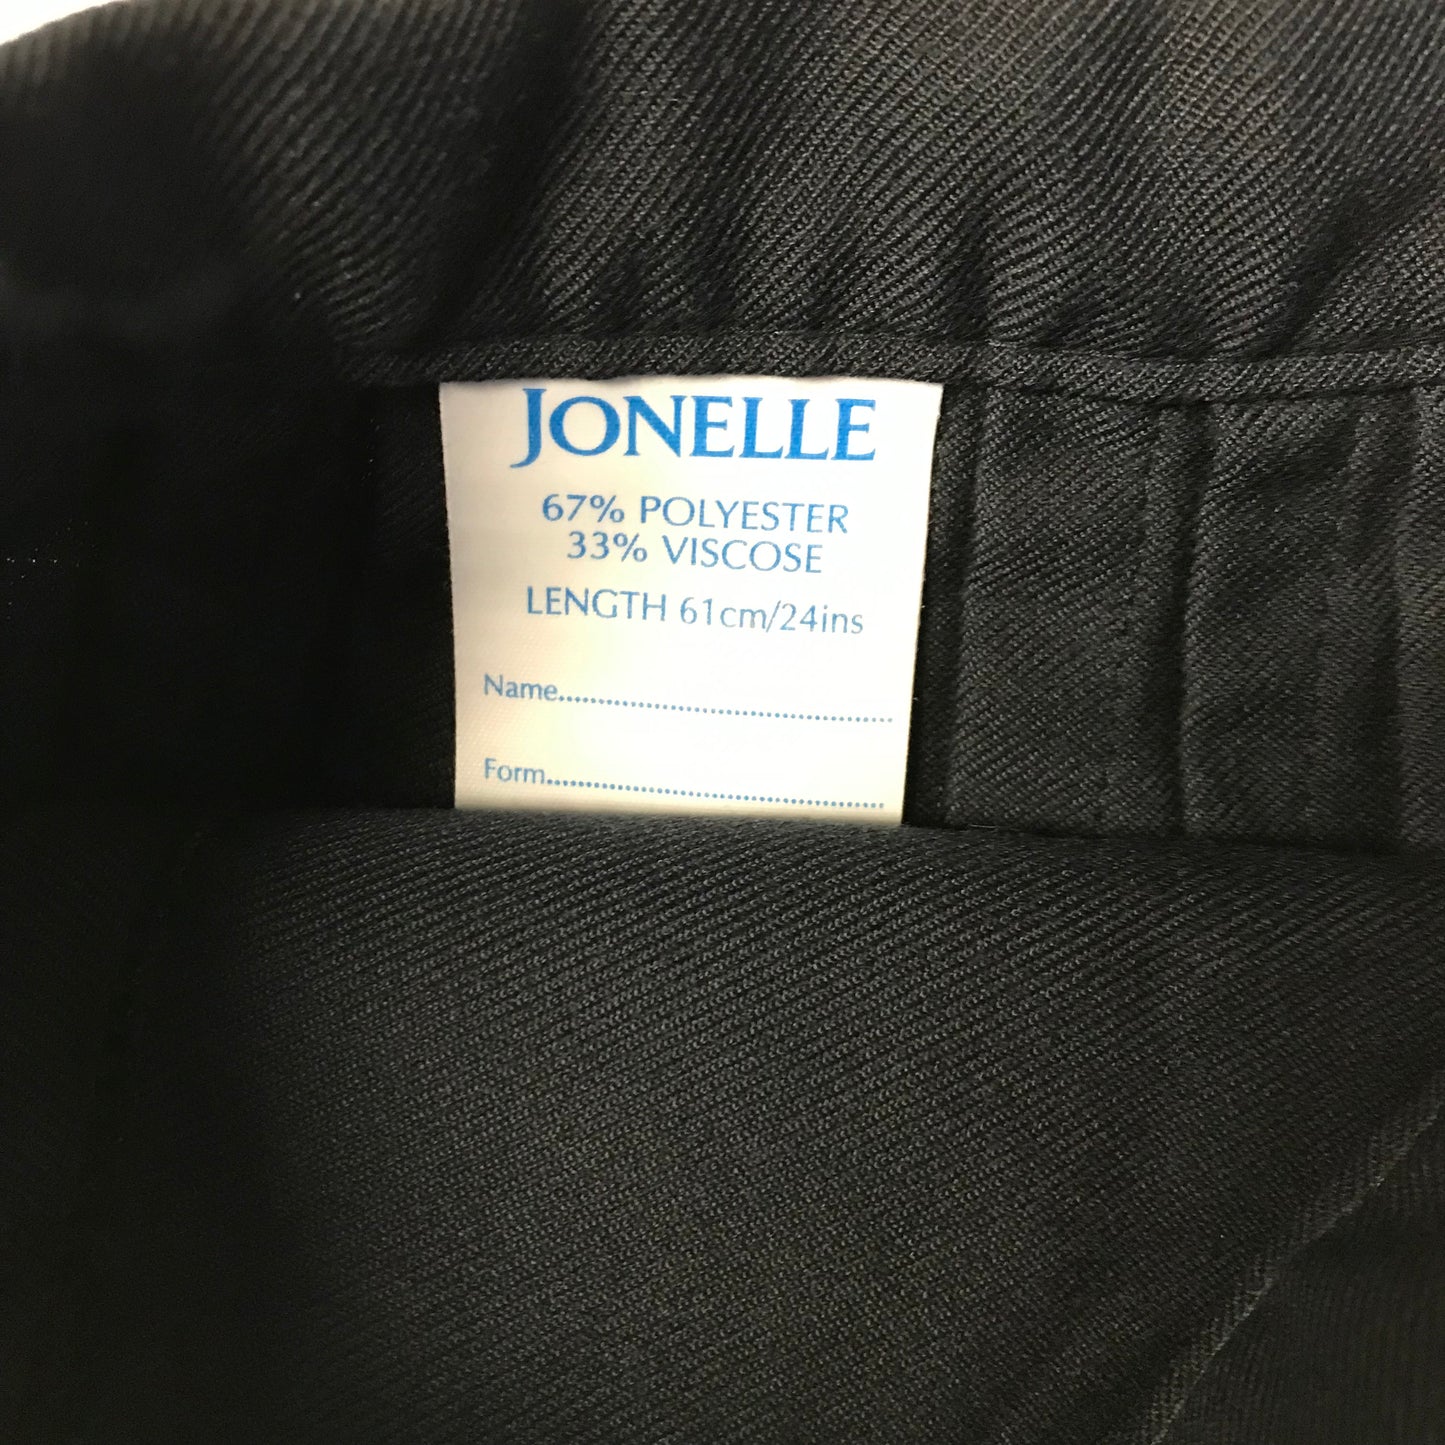 JONELLE
67% POLYESTER
33% VISCOSE
LENGTH 61cm/24ins
Name........................................................
Form........................................................